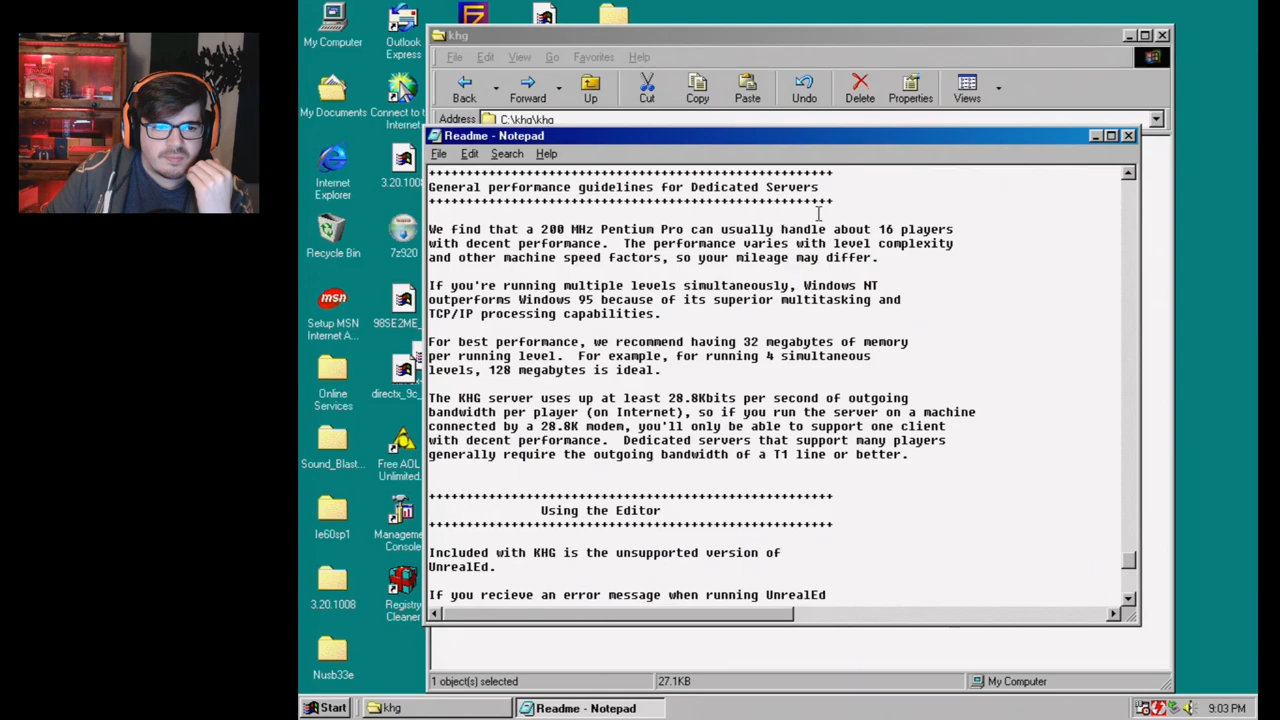 khg
File Edit View Go Favorites Help
Back Forward Up Cut Copy Paste Undo Delete Properties Views
Address C:\khg\khg
Readme - Notepad
File Edit Search Help
+++++++++++++++++++++++++++++++++++++++++++++++++++++++
General performance guidelines for Dedicated Servers
+++++++++++++++++++++++++++++++++++++++++++++++++++++++
We find that a 200 MHz Pentium Pro can usually handle about 16 players
with decent performance.  The performance varies with level complexity
and other machine speed factors, so your mileage may differ.
If you're running multiple levels simultaneously, Windows NT
outperforms Windows 95 because of its superior multitasking and
TCP/IP processing capabilities.
For best performance, we recommend having 32 megabytes of memory
per running level.  For example, for running 4 simultaneous
levels, 128 megabytes is ideal.
The KHG server uses up at least 28.8Kbits per second of outgoing
bandwidth per player (on Internet), so if you run the server on a machine
connected by a 28.8K modem, you'll only be able to support one client
with decent performance.  Dedicated servers that support many players
generally require the outgoing bandwidth of a T1 line or better.
+++++++++++++++++++++++++++++++++++++++++++++++++++++++
Using the Editor
+++++++++++++++++++++++++++++++++++++++++++++++++++++++
Included with KHG is the unsupported version of
UnrealEd.
If you recieve an error message when running UnrealEd
1 object(s) selected 27.1KB My Computer
My Computer
Outlook
Express
My Documents
Connect to t
Internet
Internet
Explorer
3.20.1008
Recycle Bin
7z920
Setup MSN
Internet A...
98SE2ME_
Online
Services
directx_9c_
Sound_Blast...
Free AOL
Unlimited.
Ie60sp1
Manageme
Console
3.20.1008
Registry
Cleaner
Nusb33e
Start khg Readme - Notepad 9:03 PM